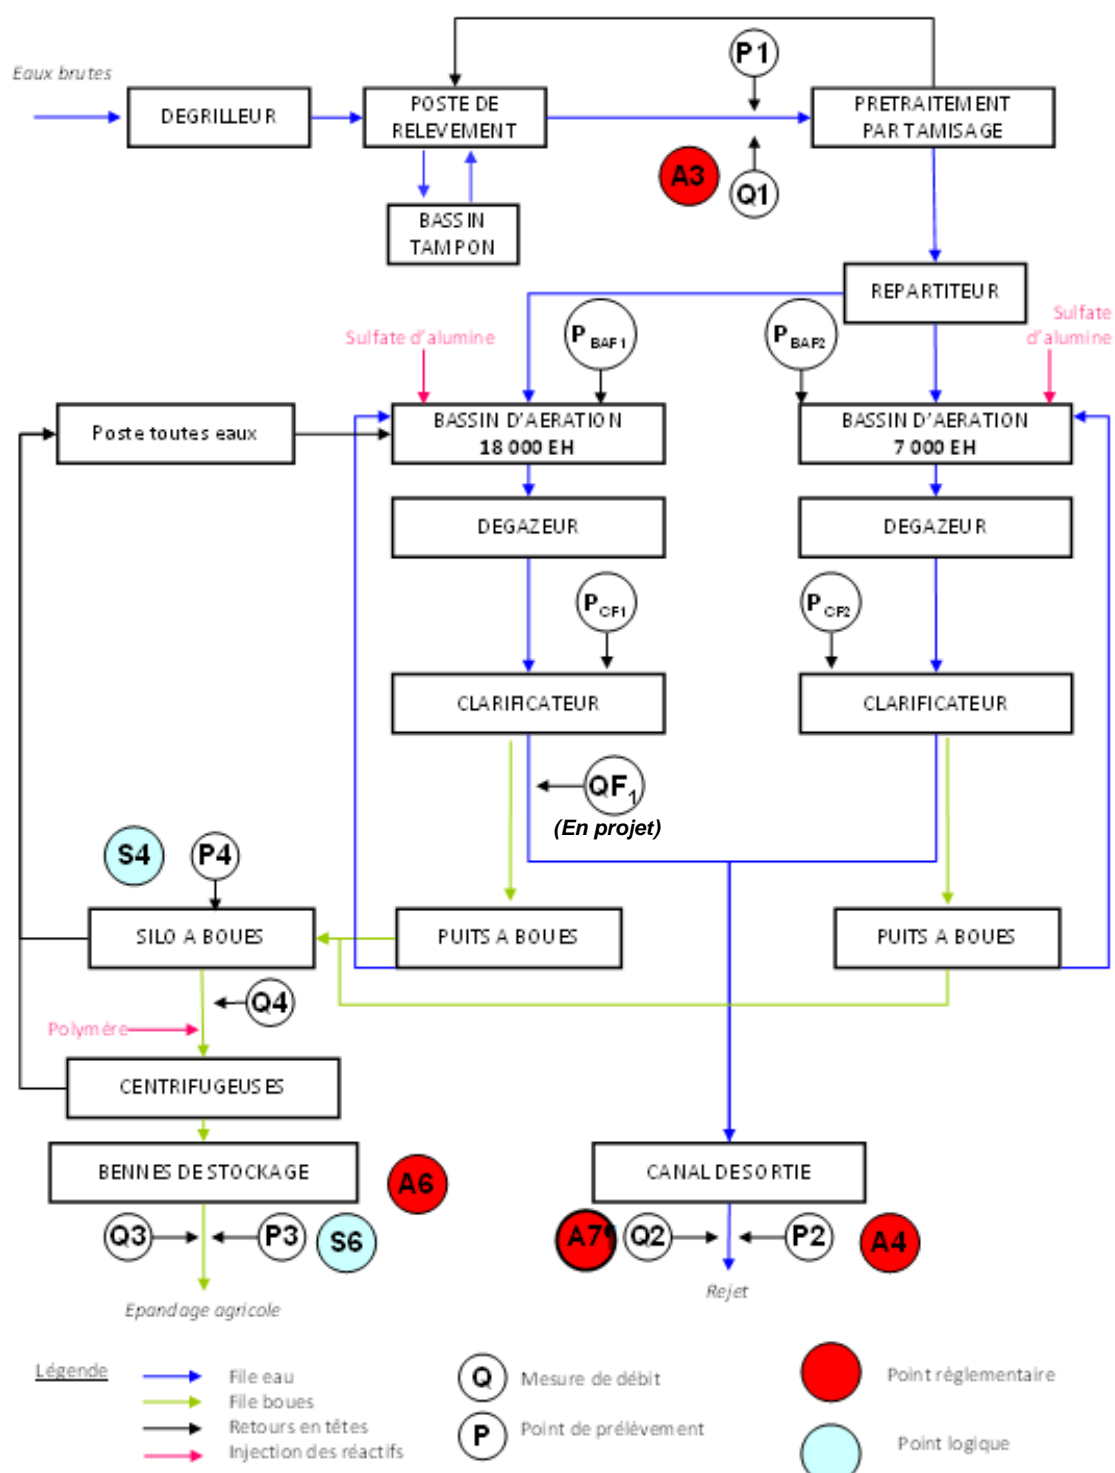 Eaux brutes
DEGRILLEUR
POSTE DE
RELEVEMENT
P1
PRETRAITEMENT
PAR TAMISAGE
A3
Q1
BASSIN
TAMPON
REPARTITEUR
Sulfate d'alumine
P BAF1
P BAF2
Sulfate
d'alumine
Poste toutes eaux
BASSIN D'AERATION
18 000 EH
BASSIN D'AERATION
7 000 EH
DEGAZEUR
DEGAZEUR
P CF1
P CF2
CLARIFICATEUR
CLARIFICATEUR
QF1
(En projet)
S4
P4
SILO A BOUES
PUITS A BOUES
PUITS A BOUES
Q4
Polymère
CENTRIFUGEUSES
BENNES DE STOCKAGE
A6
CANAL DE SORTIE
Q3
P3
S6
A7¶
Q2
P2
A4
Epandage agricole
Rejet
Légende
File eau
File boues
Retours en têtes
Injection des réactifs
Q
Mesure de débit
P
Point de prélèvement
Point règlementaire
Point logique